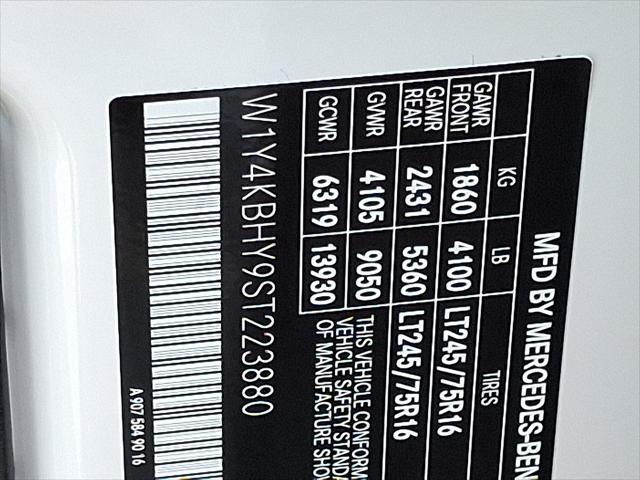 MFD BY MERCEDES-BEN
KG LB TIRES
GAWR FRONT 1860 4100 LT245/75R16
GAWR REAR 2431 5360 LT245/75R16
GVWR 4105 9050
GCWR 6319 13930
THIS VEHICLE CONFORM
VEHICLE SAFETY STANDA
OF MANUFACTURE SHOW
W1Y4KBHY9ST223880
A 907 584 90 16